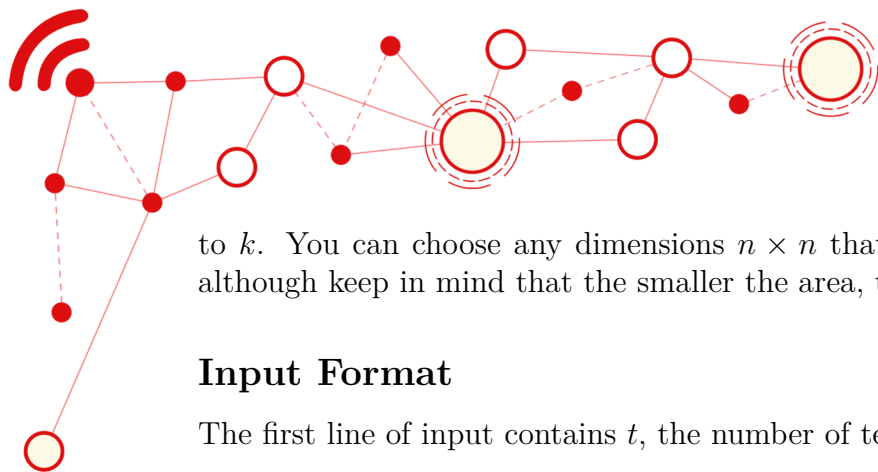 to k. You can choose any dimensions n × n that
although keep in mind that the smaller the area, t
Input Format
The first line of input contains t, the number of te